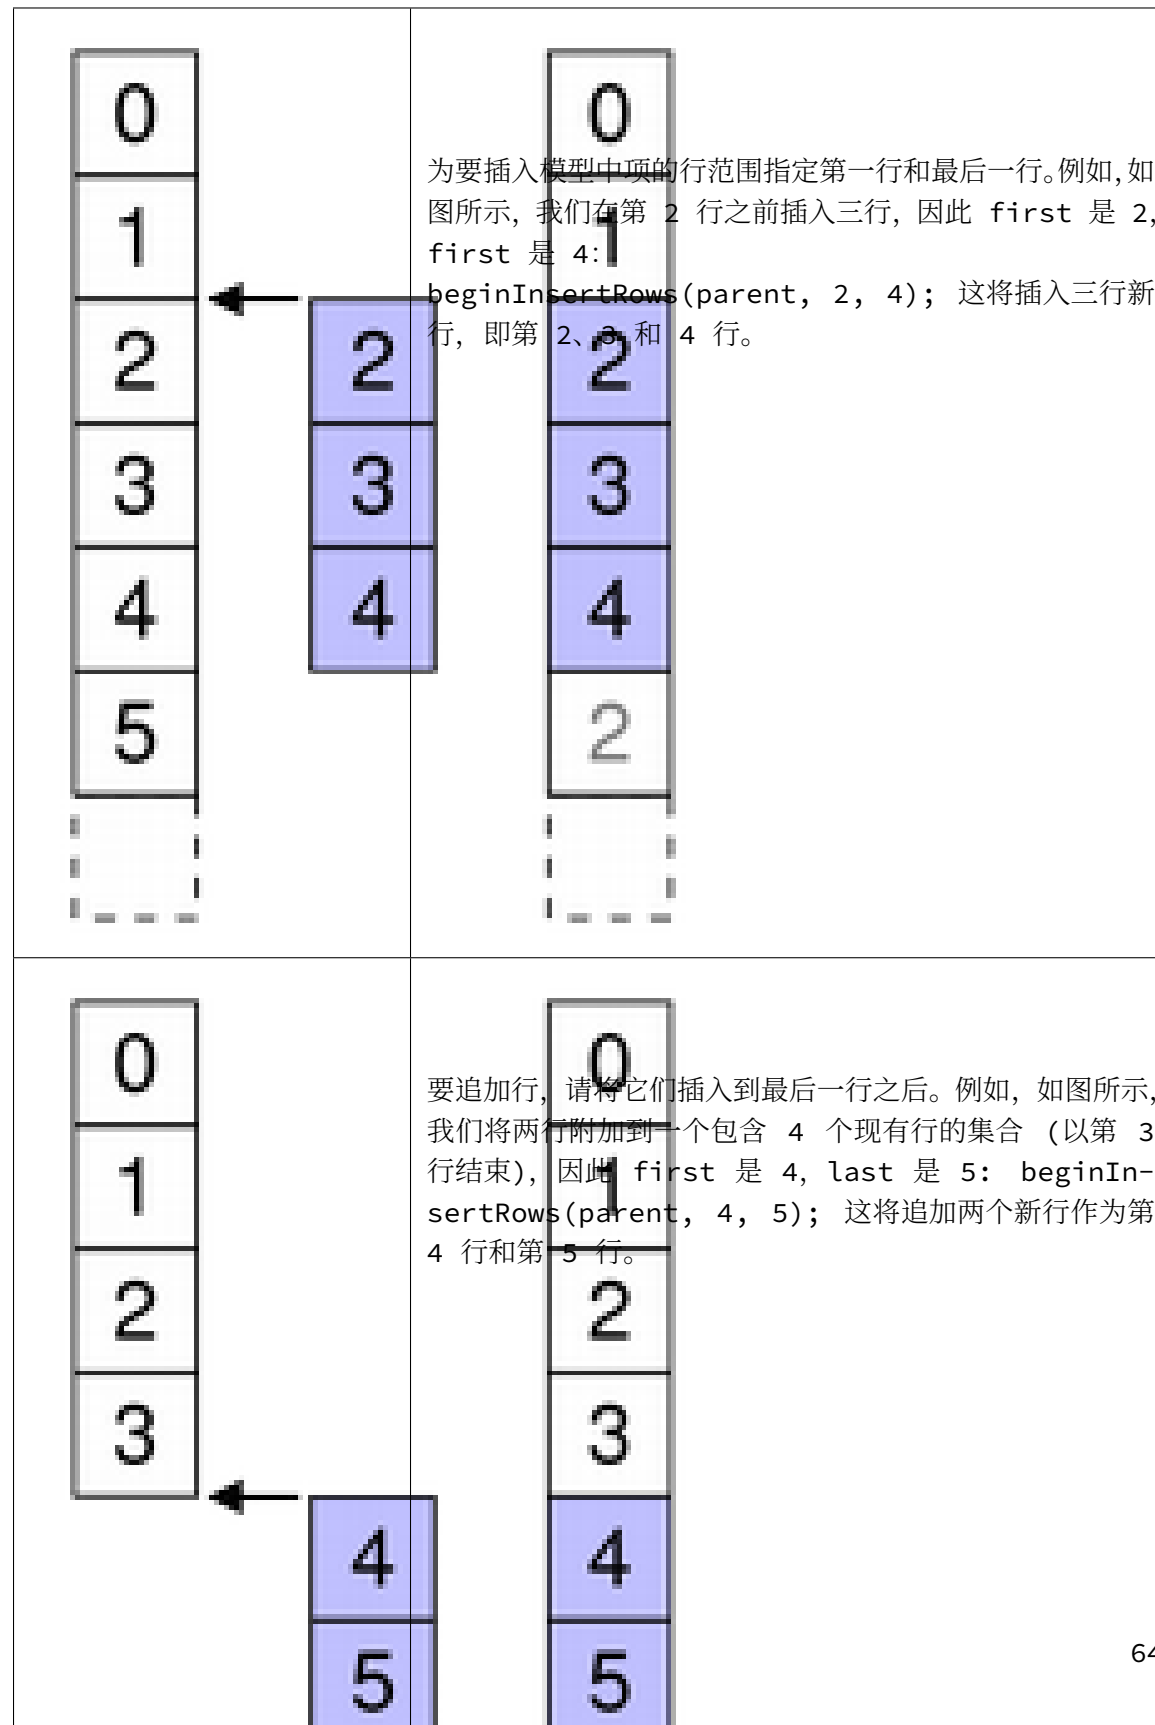 0
1
2
3
4
5
2
3
4
0
1
2
3
4
2
为要插入模型中项的行范围指定第一行和最后一行。例如,如
图所示, 我们在第 2 行之前插入三行, 因此 first 是 2,
first 是 4:
beginInsertRows(parent, 2, 4); 这将插入三行新
行, 即第 2、3 和 4 行。
0
1
2
3
4
5
0
1
2
3
4
5
要追加行, 请将它们插入到最后一行之后。例如, 如图所示,
我们将两行附加到一个包含 4 个现有行的集合 (以第 3
行结束), 因此 first 是 4, last 是 5: beginIn-
sertRows(parent, 4, 5); 这将追加两个新行作为第
4 行和第 5 行。
64